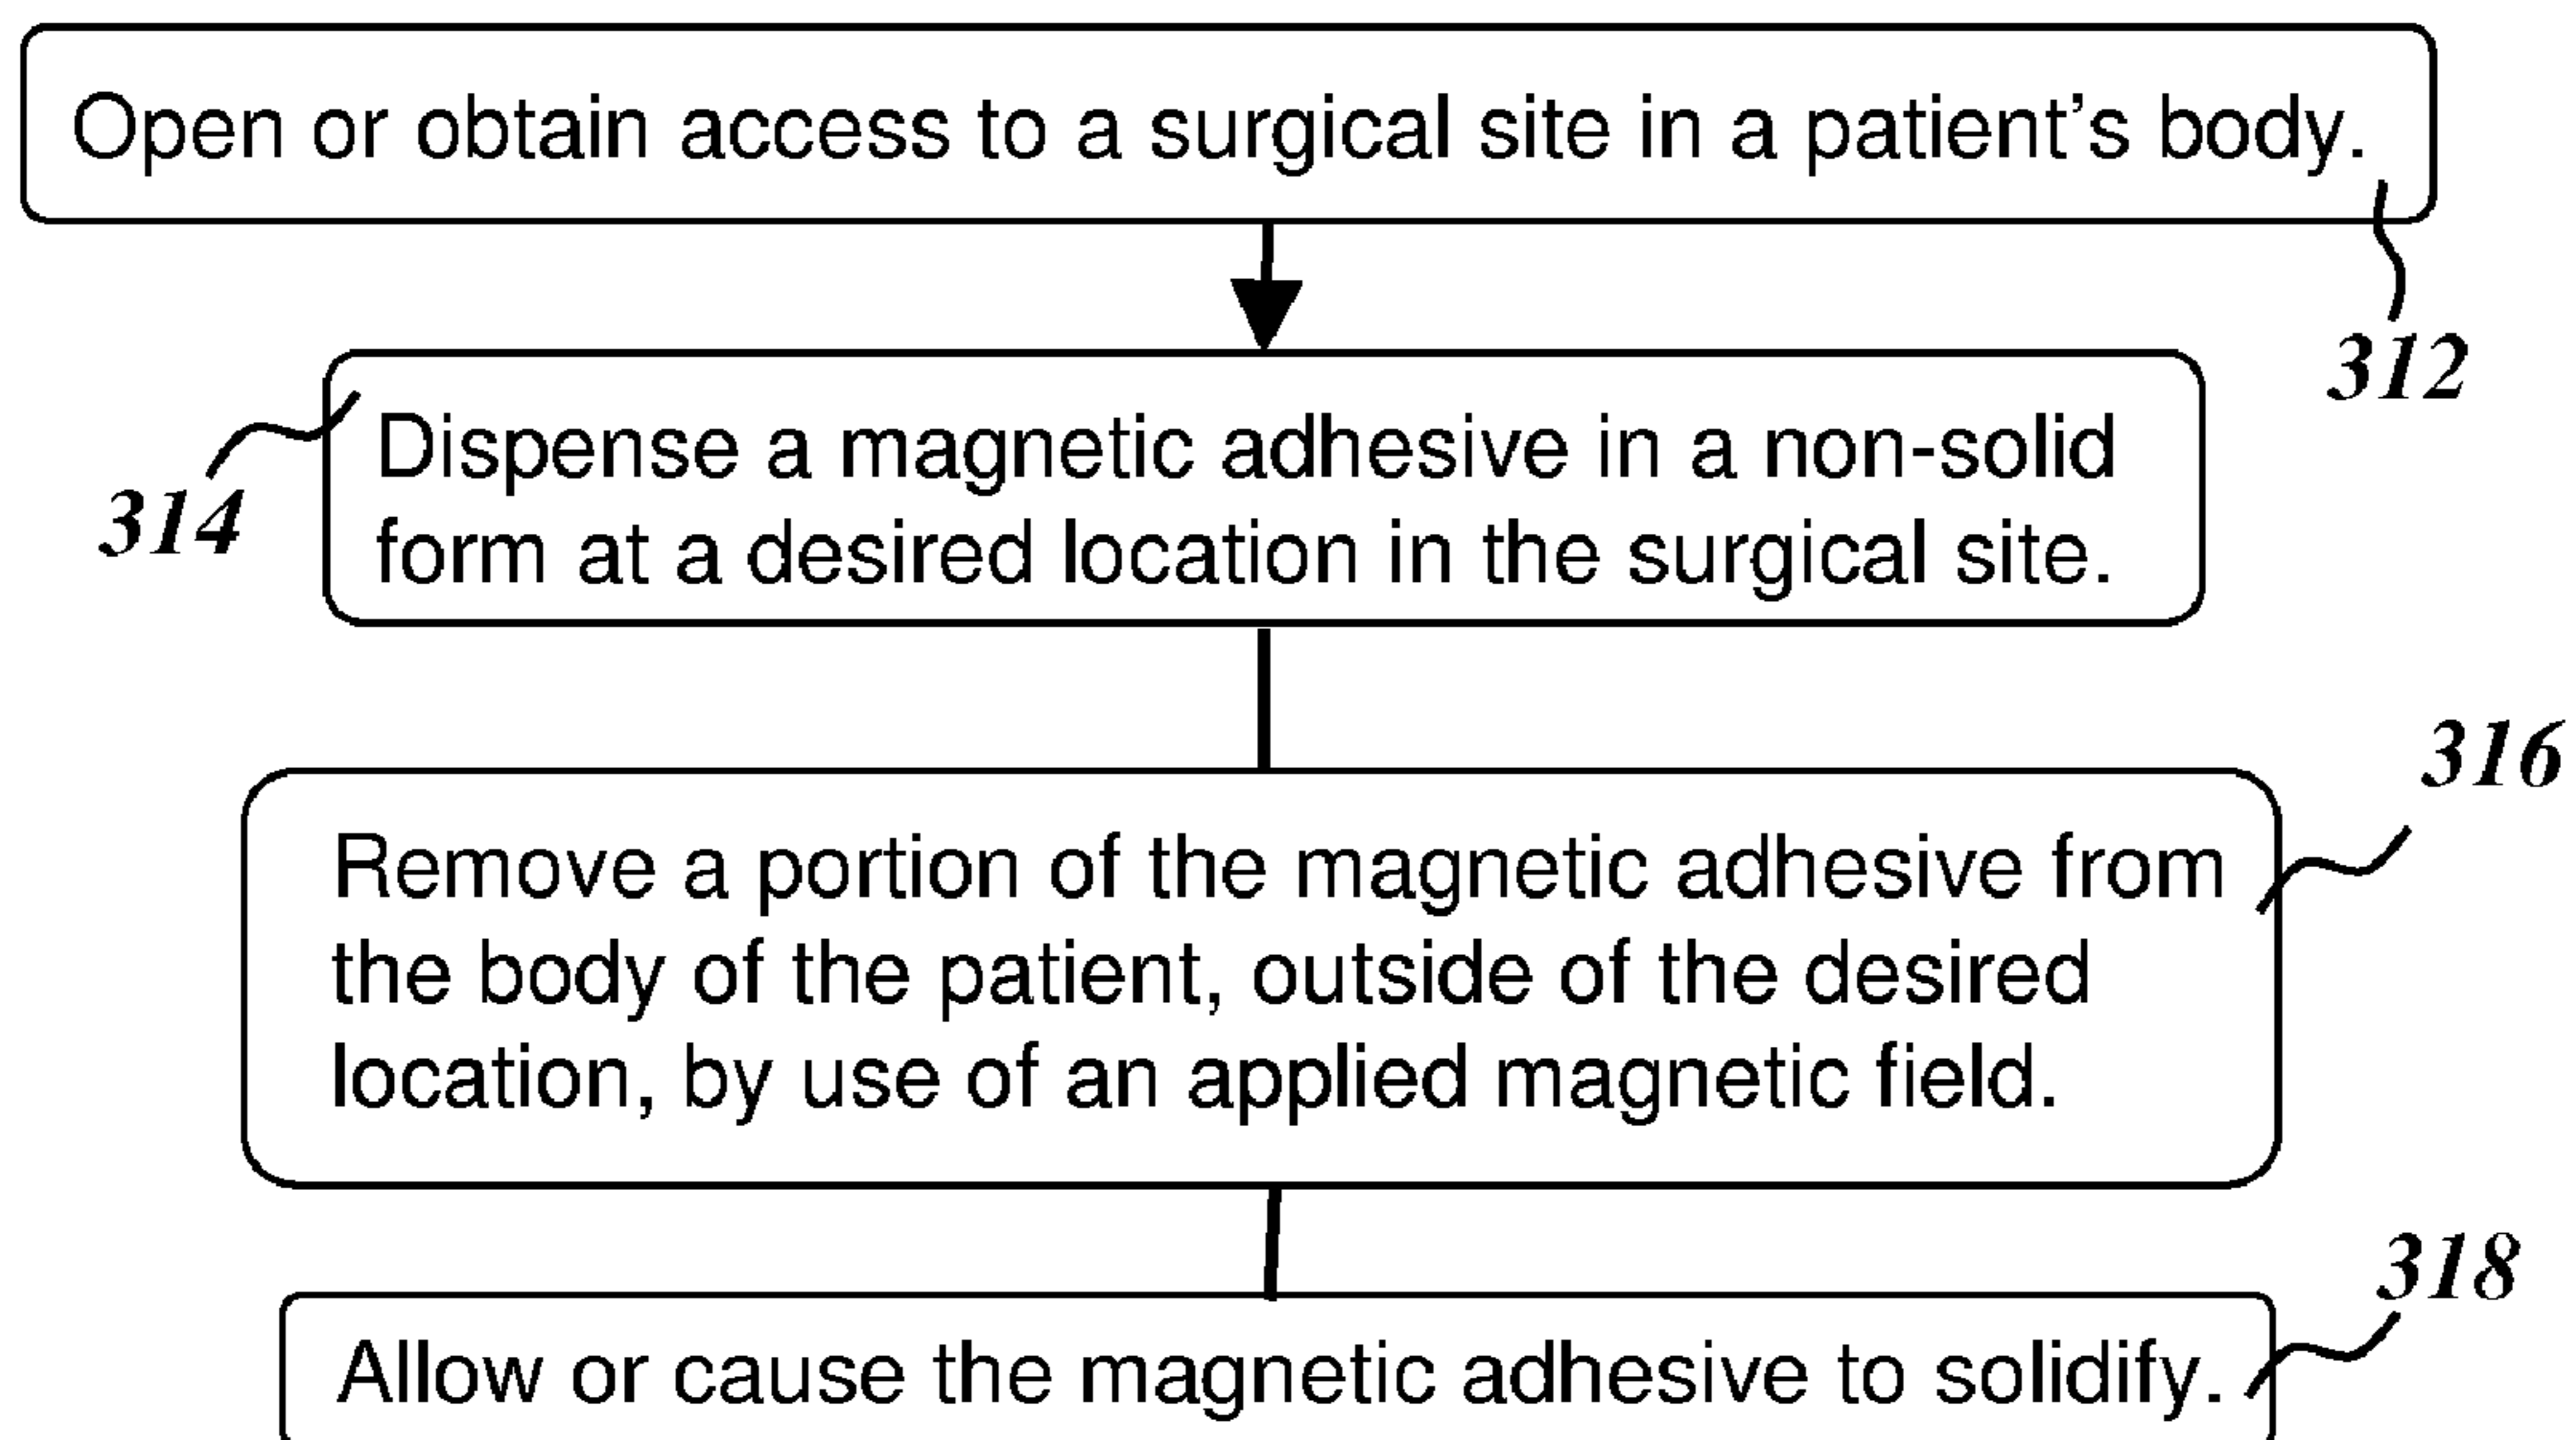 Open or obtain access to a surgical site in a patient's body.
312
Dispense a magnetic adhesive in a non-solid
form at a desired location in the surgical site.
314
316
Remove a portion of the magnetic adhesive from
the body of the patient, outside of the desired
location, by use of an applied magnetic field.
318
Allow or cause the magnetic adhesive to solidify.